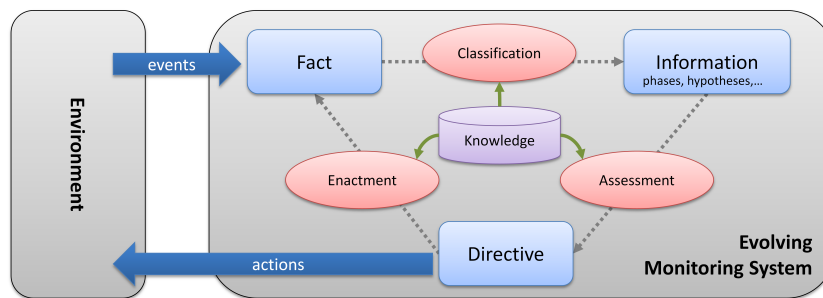 Environment
events
Fact
Classification
Information
phases, hypotheses,...
Knowledge
Enactment
Assessment
Directive
actions
Evolving
Monitoring System